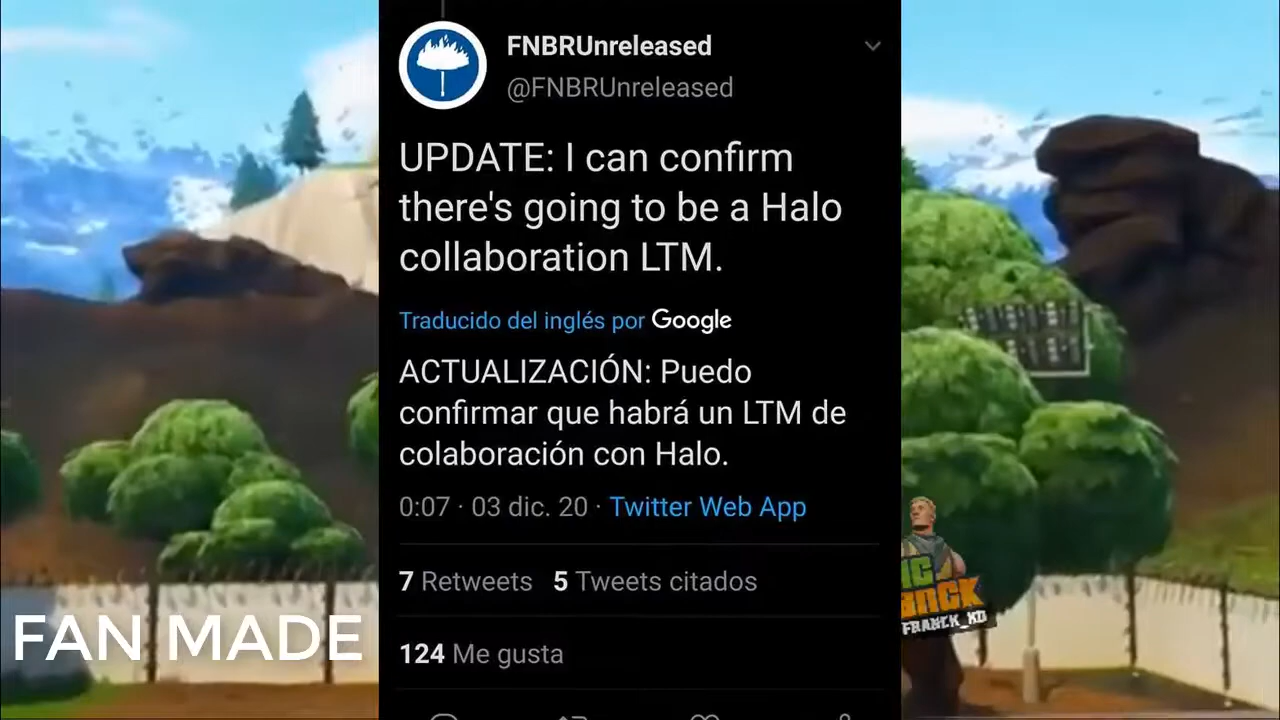 FNBRUnreleased
@FNBRUnreleased
UPDATE: I can confirm
there's going to be a Halo
collaboration LTM.
Traducido del inglés por Google
ACTUALIZACIÓN: Puedo
confirmar que habrá un LTM de
colaboración con Halo.
0:07 · 03 dic. 20 · Twitter Web App
7 Retweets 5 Tweets citados
FAN MADE
124 Me gusta
FRANCK_XD